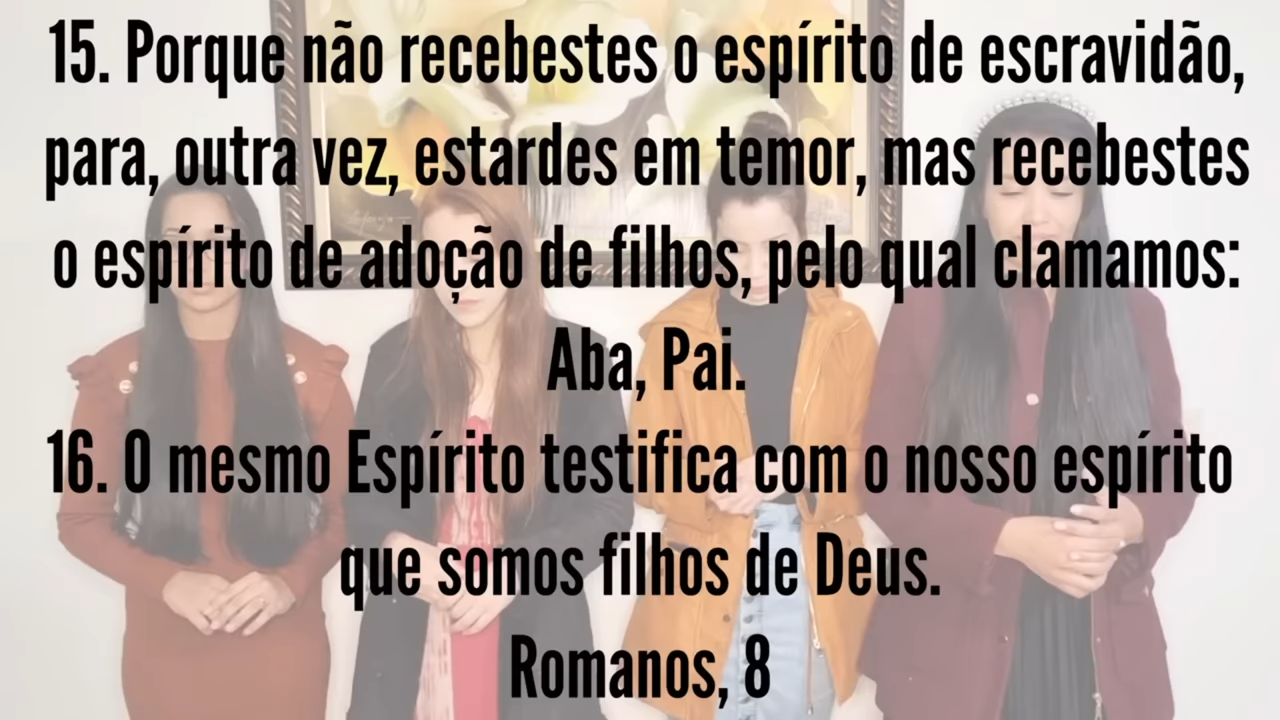 15. Porque não recebestes o espírito de escravidão,
para, outra vez, estardes em temor, mas recebestes
o espírito de adoção de filhos, pelo qual clamamos:
Aba, Pai.
16. O mesmo Espírito testifica com o nosso espírito
que somos filhos de Deus.
Romanos, 8